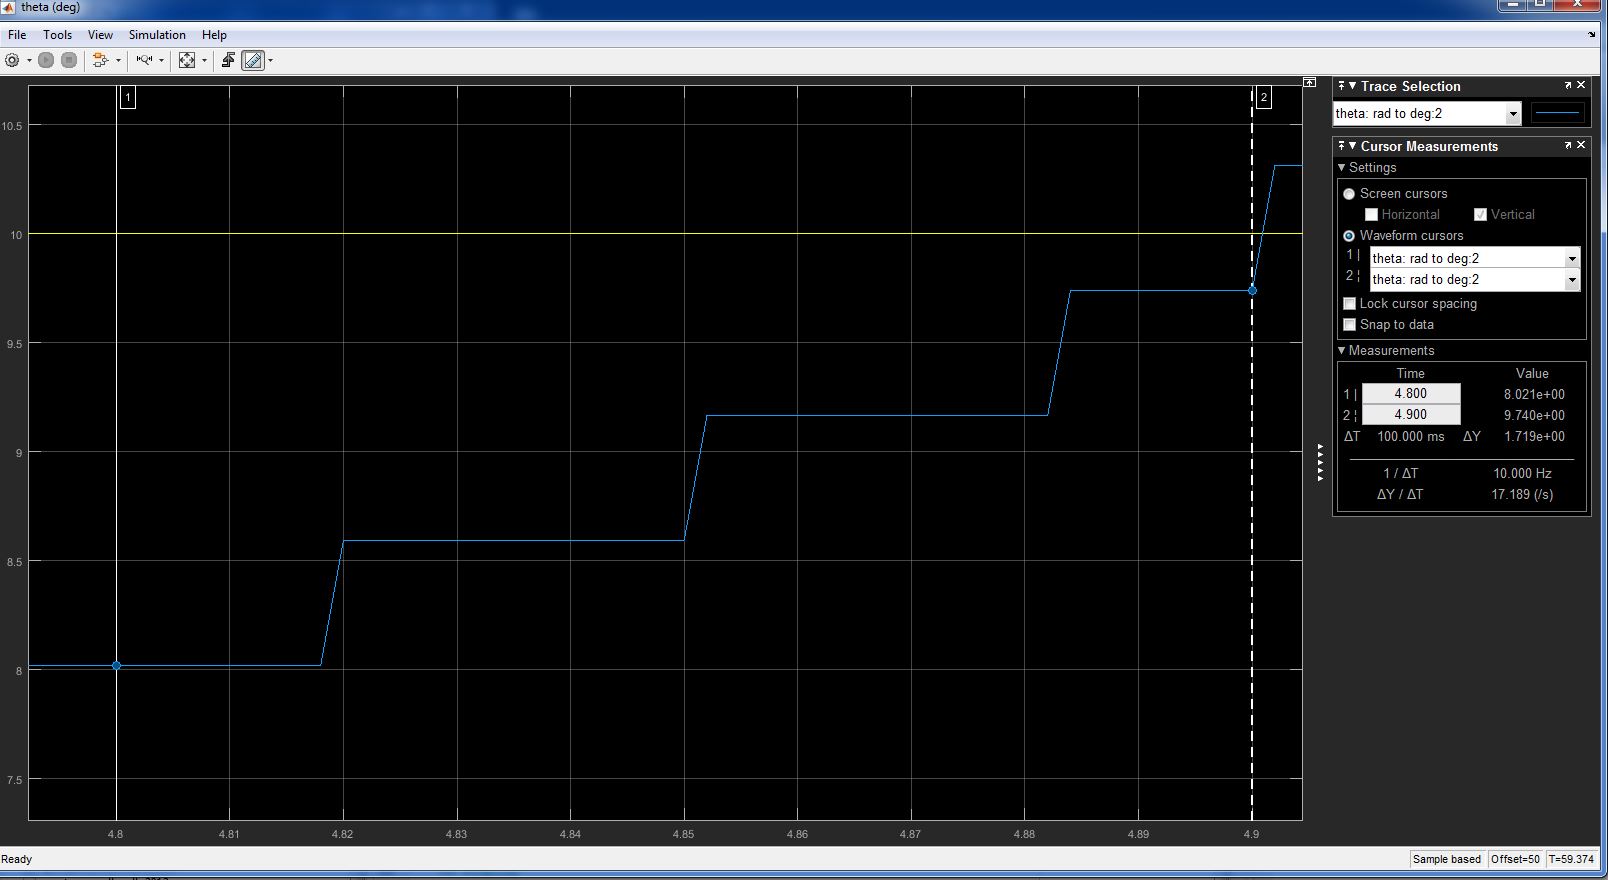 theta (deg)
File Tools View Simulation Help
1
2
10.5
10
9.5
9
8.5
8
7.5
4.8 4.81 4.82 4.83 4.84 4.85 4.86 4.87 4.88 4.89 4.9
Trace Selection
theta: rad to deg:2
Cursor Measurements
Settings
Screen cursors
Horizontal Vertical
Waveform cursors
1 | theta: rad to deg:2
2 ¦ theta: rad to deg:2
Lock cursor spacing
Snap to data
Measurements
Time Value
1 | 4.800 8.021e+00
2 ¦ 4.900 9.740e+00
ΔT 100.000 ms ΔY 1.719e+00
1 / ΔT 10.000 Hz
ΔY / ΔT 17.189 (/s)
Ready
Sample based Offset=50 T=59.374